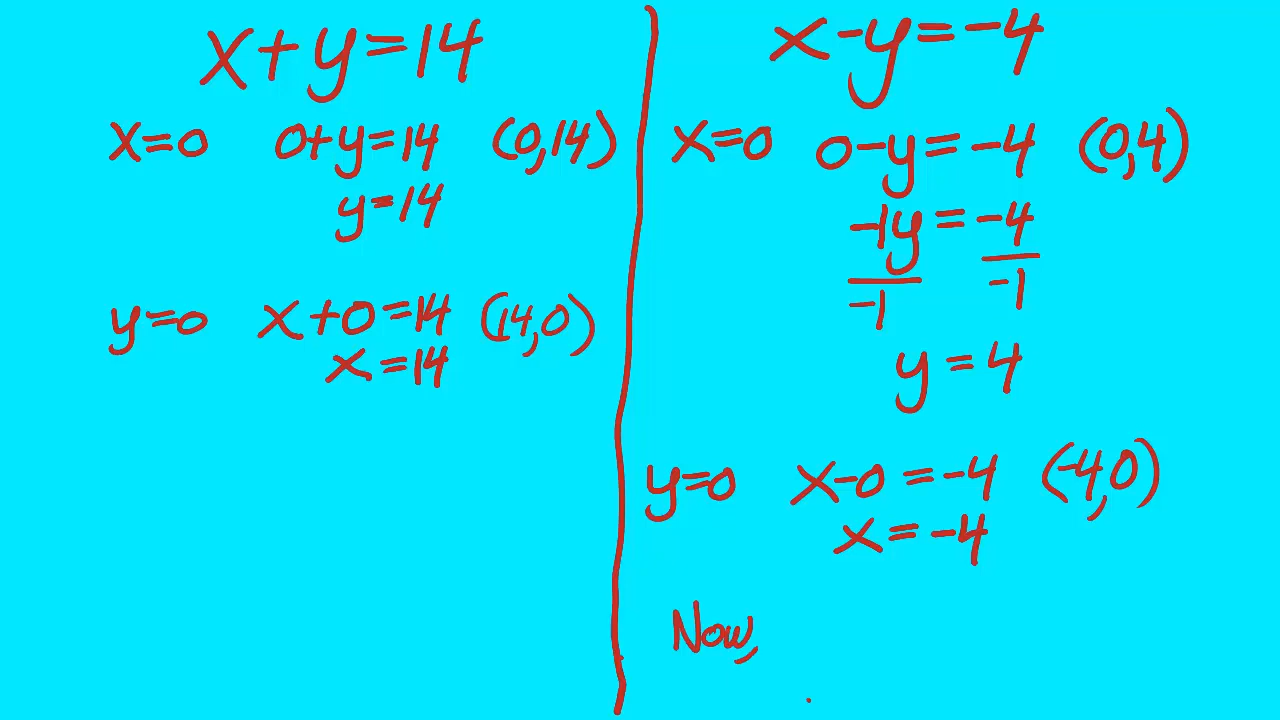 x+y=14
x=0 0+y=14 (0,14)
y=14
y=0 x+0=14 (14,0)
x=14
x-y=-4
x=0 0-y=-4 (0,4)
-1y=-4
-1 -1
y=4
y=0 x-0=-4 (-4,0)
x=-4
Now,